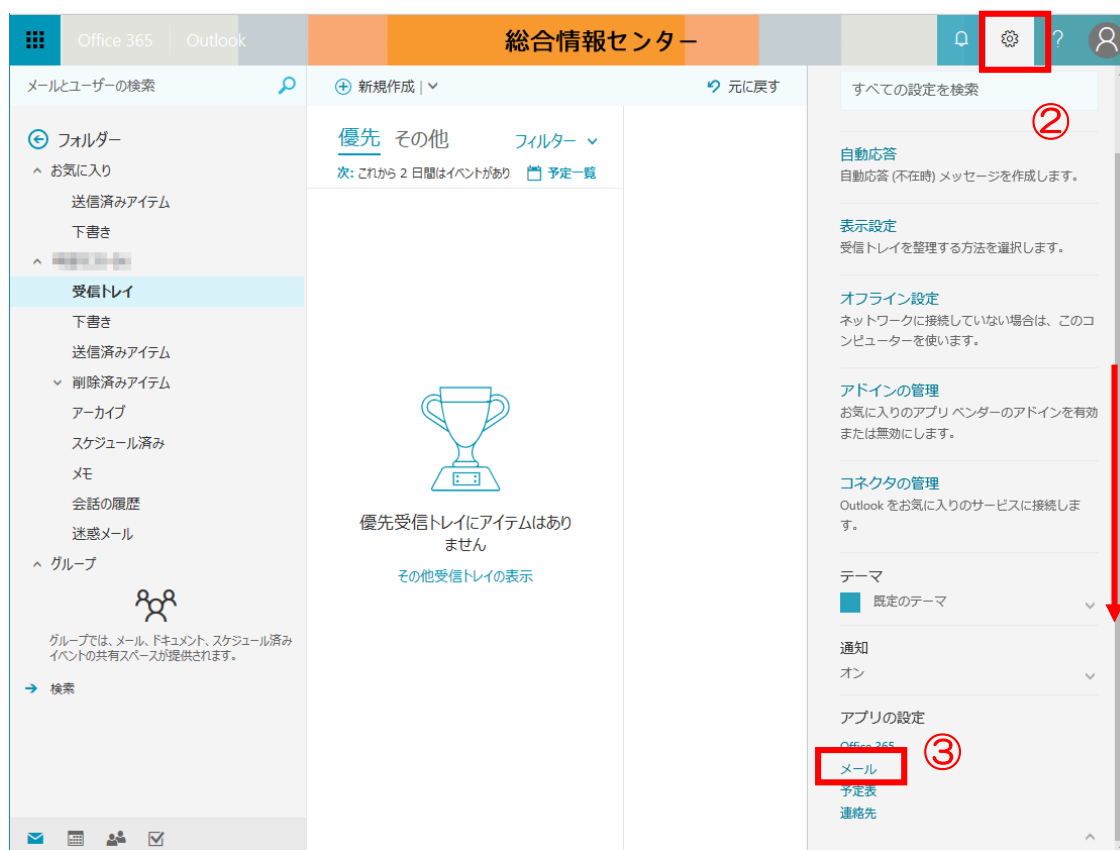 Office 365 Outlook
総合情報センター
?
メールとユーザーの検索
フォルダー
お気に入り
送信済みアイテム
下書き
受信トレイ
下書き
送信済みアイテム
削除済みアイテム
アーカイブ
スケジュール済み
メモ
会話の履歴
迷惑メール
グループ
グループでは、メール、ドキュメント、スケジュール済み
イベントの共有スペースが提供されます。
検索
新規作成 |
元に戻す
優先 その他 フィルター
次: これから 2 日間はイベントがあり
予定一覧
優先受信トレイにアイテムはあり
ません
その他受信トレイの表示
すべての設定を検索
②
自動応答
自動応答 (不在時) メッセージを作成します。
表示設定
受信トレイを整理する方法を選択します。
オフライン設定
ネットワークに接続していない場合は、このコ
ンピューターを使います。
アドインの管理
お気に入りのアプリ ベンダーのアドインを有効
または無効にします。
コネクタの管理
Outlook をお気に入りのサービスに接続しま
す。
テーマ
既定のテーマ
通知
オン
アプリの設定
Office 365
③
メール
予定表
連絡先